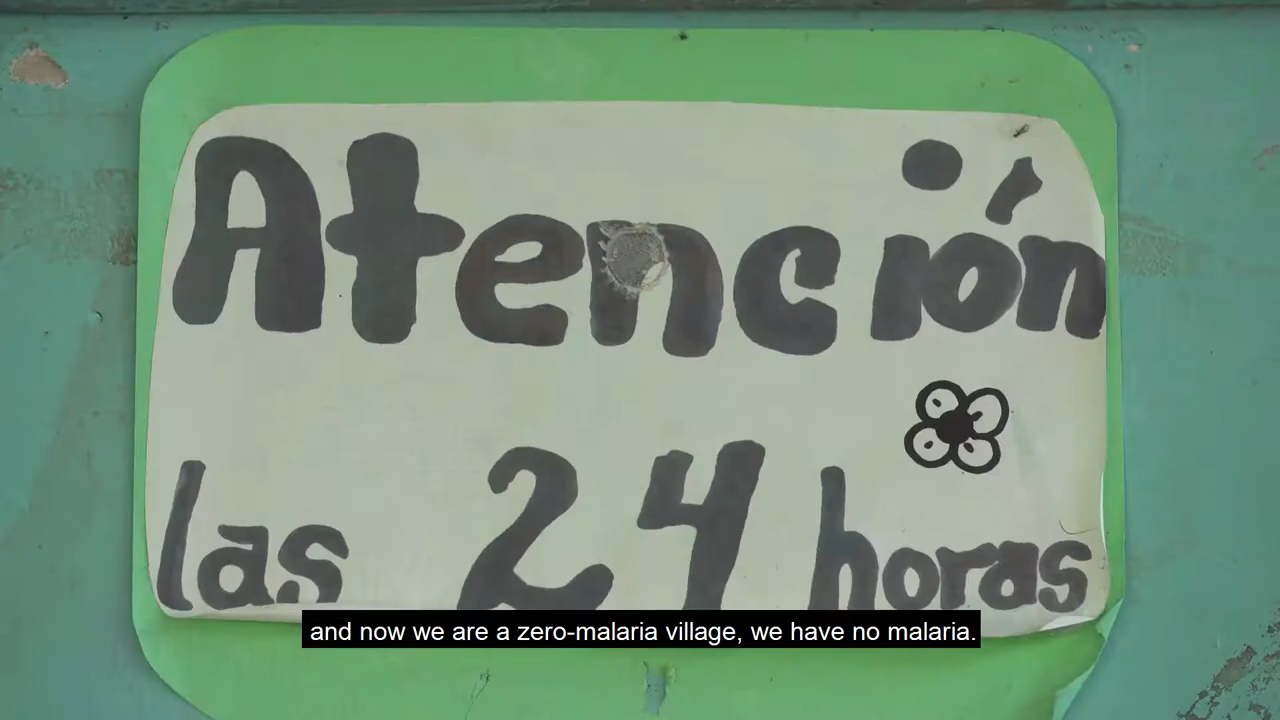 Atención
las 24 horas
and now we are a zero-malaria village, we have no malaria.